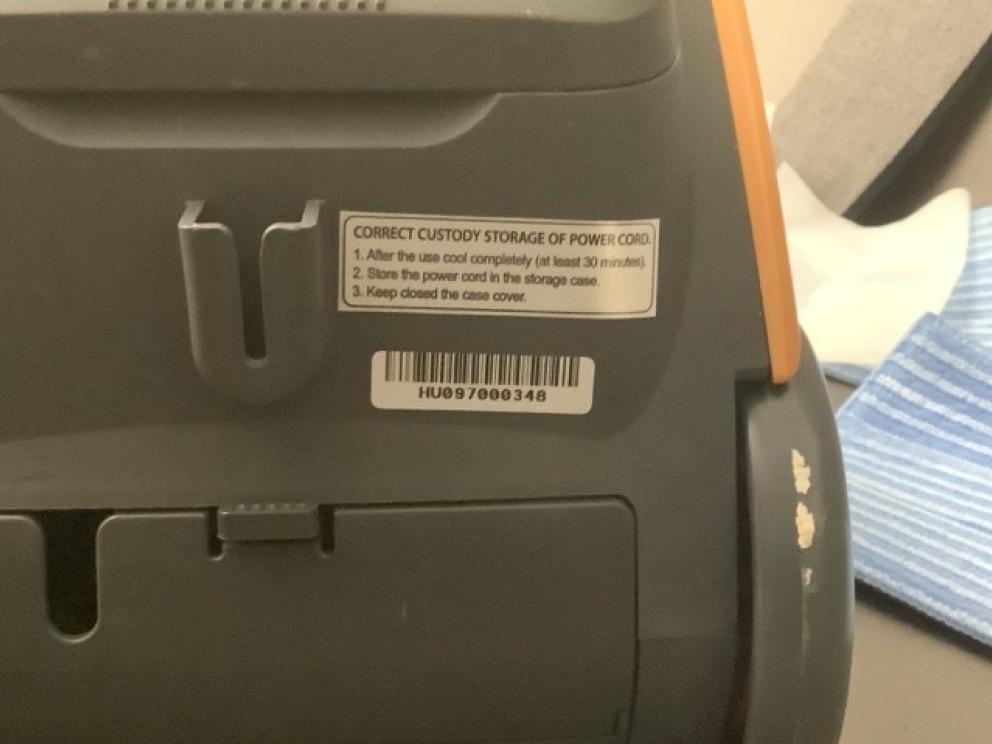 CORRECT CUSTODY STORAGE OF POWER CORD.
1. After the use cool completely (at least 30 minutes).
2. Store the power cord in the storage case.
3. Keep closed the case cover.
HU097000348